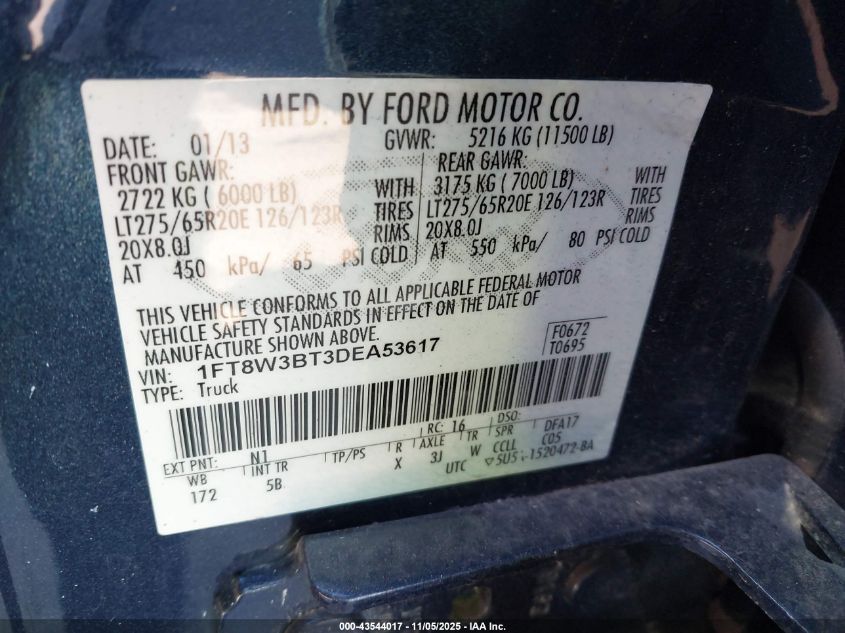 MFD. BY FORD MOTOR CO.
DATE: 01/13 GVWR: 5216 KG (11500 LB)
FRONT GAWR: REAR GAWR:
2722 KG ( 6000 LB) WITH 3175 KG ( 7000 LB) WITH
LT275/65R20E 126/123R TIRES LT275/65R20E 126/123R TIRES
20X8.0J RIMS 20X8.0J RIMS
AT 450 kPa/ 65 PSI COLD AT 550 kPa/ 80 PSI COLD
THIS VEHICLE CONFORMS TO ALL APPLICABLE FEDERAL MOTOR
VEHICLE SAFETY STANDARDS IN EFFECT ON THE DATE OF
MANUFACTURE SHOWN ABOVE. F0672
VIN: 1FT8W3BT3DEA53617 T0695
TYPE: Truck
RC: 16 DSO:
EXT PNT: N1 R AXLE TR SPR DFA17
WB INT TR TP/PS X 3J W CCLL C05
172 5B UTC 5U5 -1520472-BA
000-43544017 - 11/05/2025 - IAA Inc.